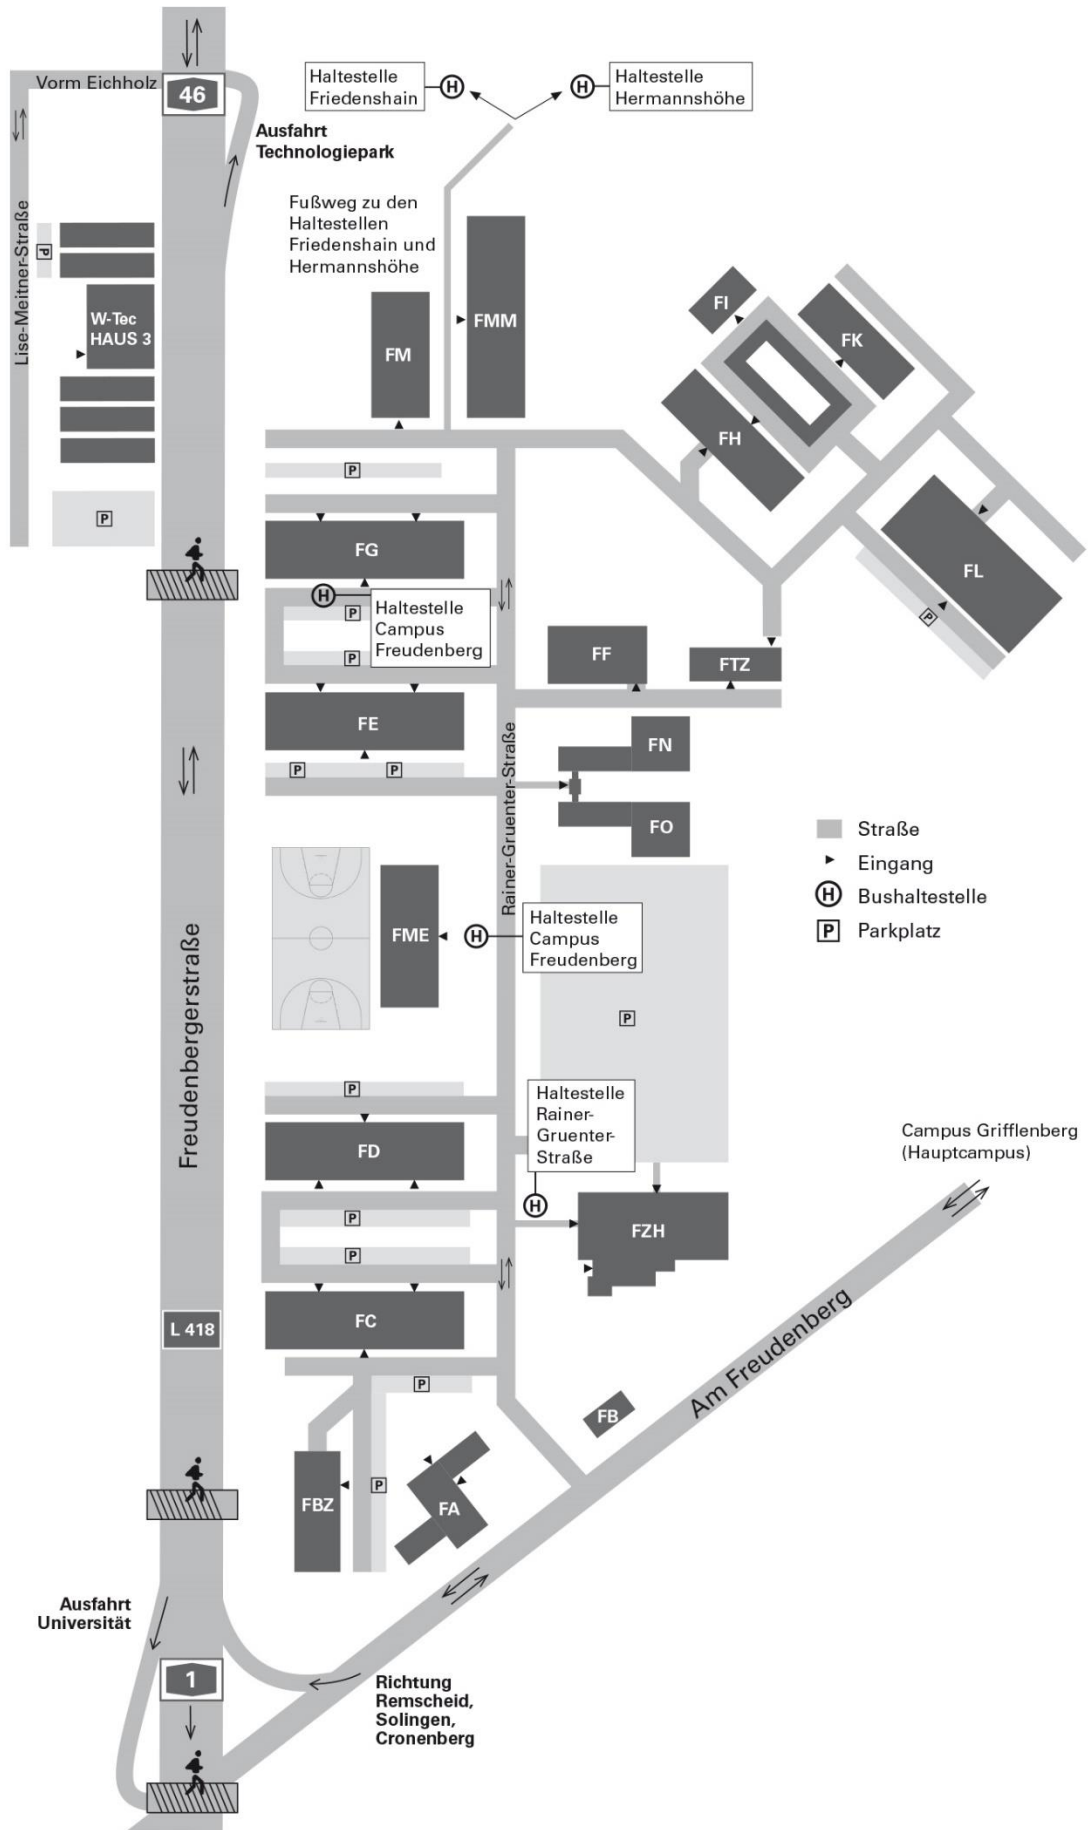 Vorm Eichholz
46
Ausfahrt
Technologiepark
Haltestelle
Friedenshain
H
H
Haltestelle
Hermannshöhe
Fußweg zu den
Haltestellen
Friedenshain und
Hermannshöhe
Lise-Meitner-Straße
P
W-Tec
HAUS 3
P
FM
FMM
FI
FK
FH
FL
P
P
FG
H
Haltestelle
Campus
Freudenberg
P
P
FE
P
P
FF
FTZ
FN
FO
Rainer-Gruenter-Straße
Straße
Eingang
H
Bushaltestelle
P
Parkplatz
FME
H
Haltestelle
Campus
Freudenberg
P
Freudenbergerstraße
P
FD
Haltestelle
Rainer-
Gruenter-
Straße
H
Campus Grifflenberg
(Hauptcampus)
P
P
FZH
FC
L 418
P
Am Freudenberg
FB
FBZ
P
FA
Ausfahrt
Universität
1
Richtung
Remscheid,
Solingen,
Cronenberg